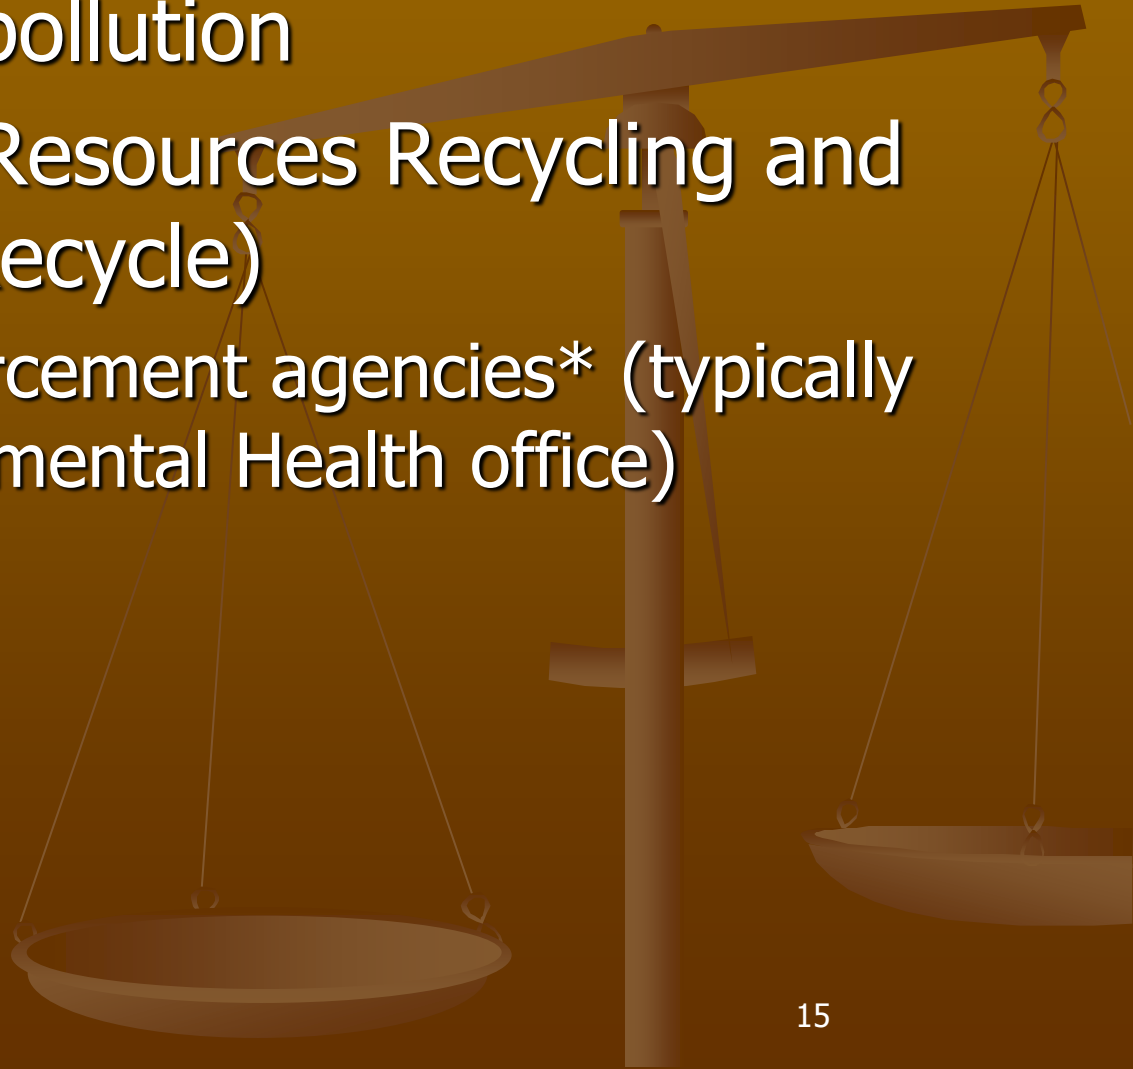 pollution
Resources Recycling and
ecycle)
rcement agencies* (typically
mental Health office)
15